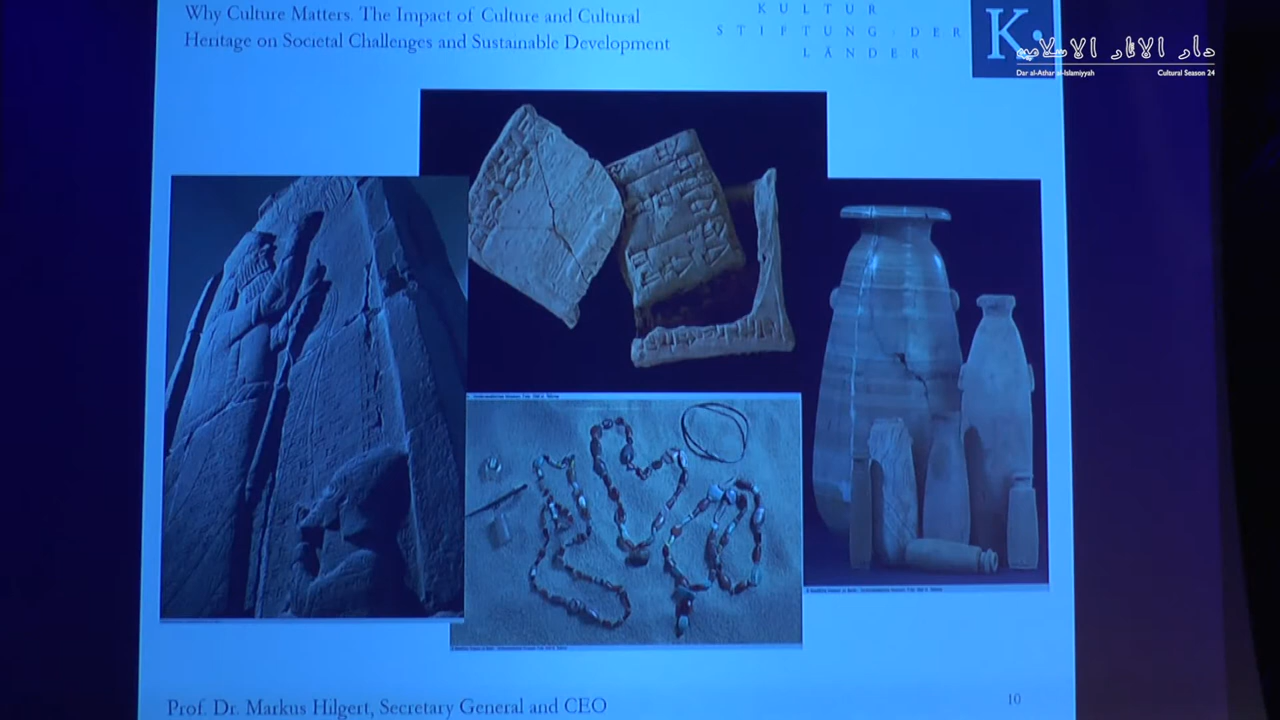 Why Culture Matters. The Impact of Culture and Cultural
Heritage on Societal Challenges and Sustainable Development
KULTUR
STIFTUNG · DER
LÄNDER
K.
دار الآثار الاسلاميه
Dar al-Athar al-Islamiyyah
Cultural Season 24
Prof. Dr. Markus Hilgert, Secretary General and CEO
10